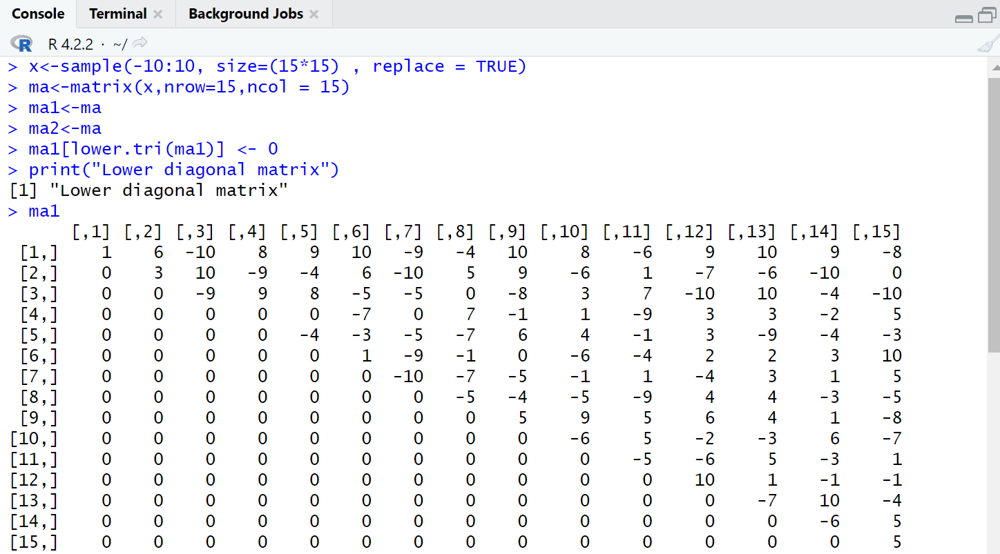 Console Terminal Background Jobs
R R 4.2.2 · ~/
> x<-sample(-10:10, size=(15*15) , replace = TRUE)
> ma<-matrix(x,nrow=15,ncol = 15)
> ma1<-ma
> ma2<-ma
> ma1[lower.tri(ma1)] <- 0
> print("Lower diagonal matrix")
[1] "Lower diagonal matrix"
> ma1
      [,1] [,2] [,3] [,4] [,5] [,6] [,7] [,8] [,9] [,10] [,11] [,12] [,13] [,14] [,15]
 [1,]    1    6  -10    8    9   10   -9   -4   10     8    -6     9    10     9    -8
 [2,]    0    3   10   -9   -4    6  -10    5    9    -6     1    -7    -6   -10     0
 [3,]    0    0   -9    9    8   -5   -5    0   -8     3     7   -10    10    -4   -10
 [4,]    0    0    0    0    0   -7    0    7   -1     1    -9     3     3    -2     5
 [5,]    0    0    0    0   -4   -3   -5   -7    6     4    -1     3    -9    -4    -3
 [6,]    0    0    0    0    0    1   -9   -1    0    -6    -4     2     2     3    10
 [7,]    0    0    0    0    0    0  -10   -7   -5    -1     1    -4     3     1     5
 [8,]    0    0    0    0    0    0    0   -5   -4    -5    -9     4     4    -3    -5
 [9,]    0    0    0    0    0    0    0    0    5     9     5     6     4     1    -8
[10,]    0    0    0    0    0    0    0    0    0    -6     5    -2    -3     6    -7
[11,]    0    0    0    0    0    0    0    0    0     0    -5    -6     5    -3     1
[12,]    0    0    0    0    0    0    0    0    0     0     0    10     1    -1    -1
[13,]    0    0    0    0    0    0    0    0    0     0     0     0    -7    10    -4
[14,]    0    0    0    0    0    0    0    0    0     0     0     0     0    -6     5
[15,]    0    0    0    0    0    0    0    0    0     0     0     0     0     0     5